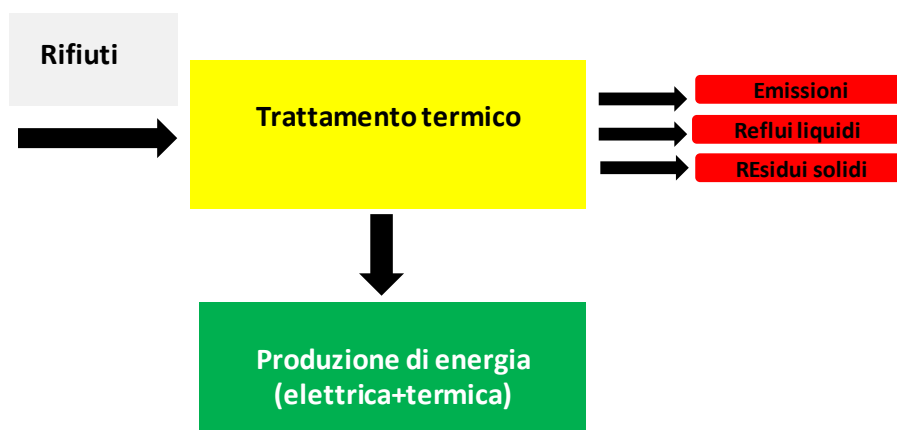 Rifiuti
Trattamento termico
Emissioni
Reflui liquidi
REsidui solidi
Produzione di energia
(elettrica+termica)